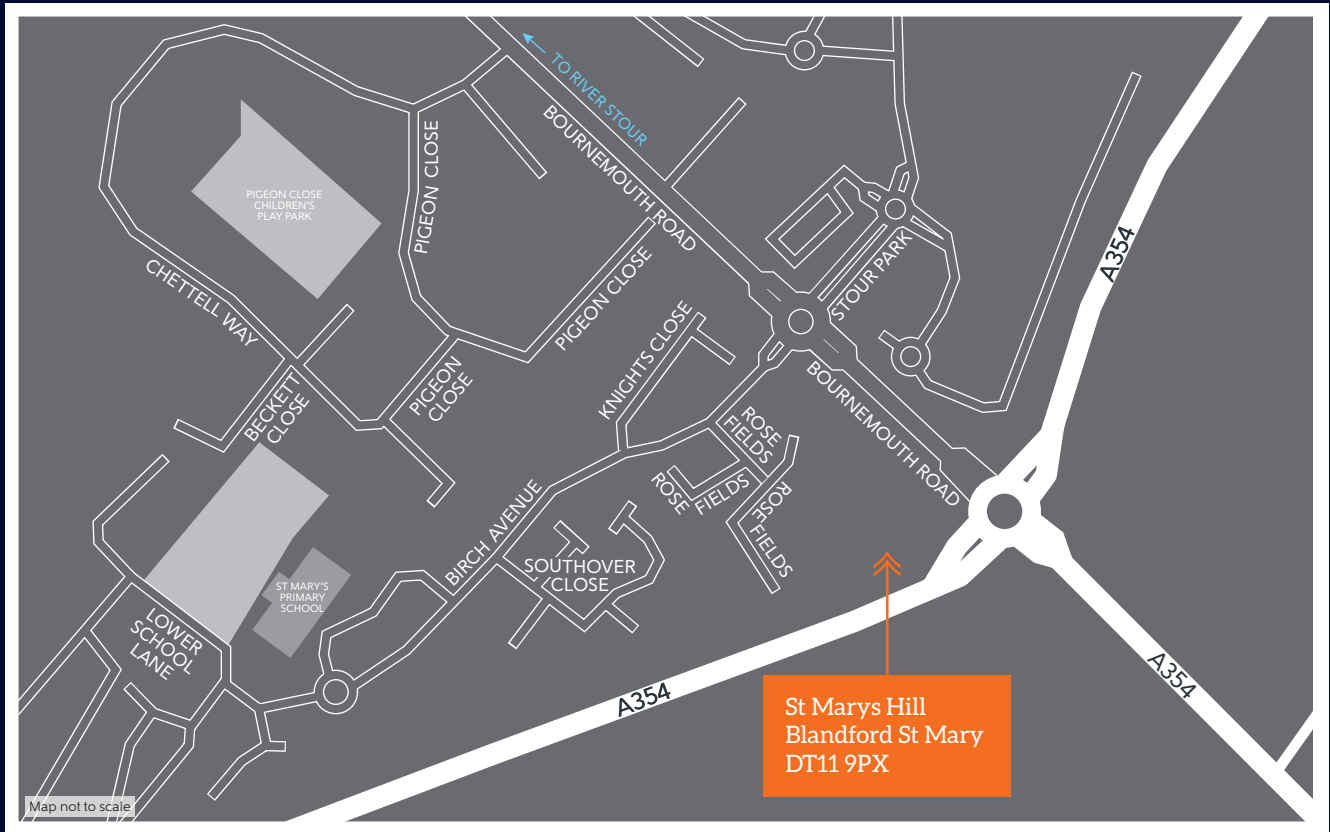 TO RIVER STOUR
BOURNEMOUTH ROAD
PIGEON CLOSE
PIGEON CLOSE
CHILDREN'S
PLAY PARK
A354
STOUR PARK
CHETTELL WAY
PIGEON CLOSE
KNIGHTS CLOSE
PIGEON
CLOSE
BECKETT
CLOSE
BOURNEMOUTH ROAD
ROSE
FIELDS
ROSE
FIELDS
ROSE
FIELDS
BIRCH AVENUE
SOUTHOVER
CLOSE
ST MARY'S
PRIMARY
SCHOOL
LOWER
SCHOOL
LANE
A354
A354
St Marys Hill
Blandford St Mary
DT11 9PX
Map not to scale